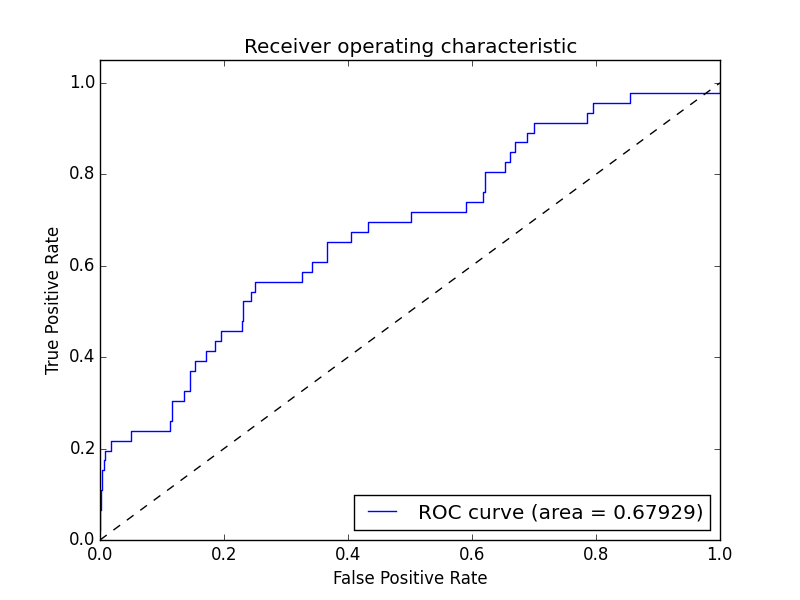 Receiver operating characteristic
True Positive Rate
1.0
0.8
0.6
0.4
0.2
0.0
ROC curve (area = 0.67929)
0.0 0.2 0.4 0.6 0.8 1.0
False Positive Rate